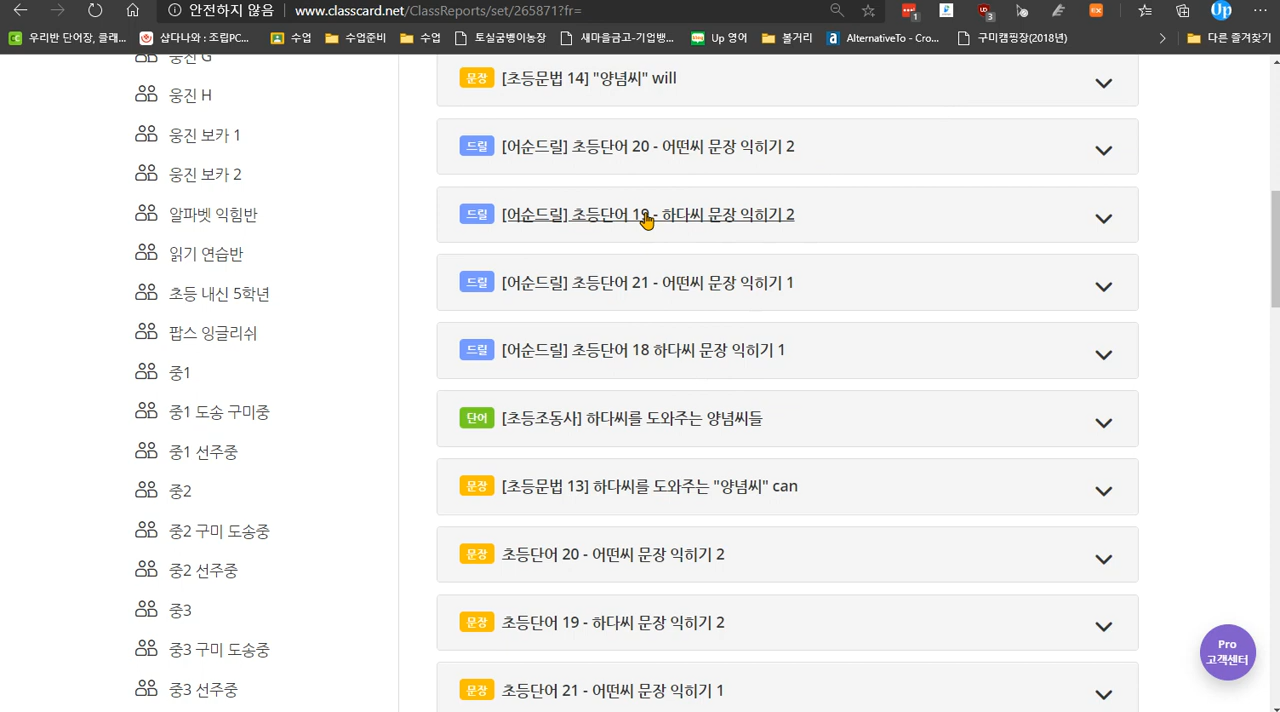 안전하지 않음
www.classcard.net/ClassReports/set/265871?fr=
우리반 단어장, 클래...
샵다나와 : 조립PC...
수업
수업준비
수업
토실굼벵이농장
새마을금고-기업뱅...
Up 영어
볼거리
AlternativeTo - Cro...
구미캠핑장(2018년)
다른 즐겨찾기
웅진 G
웅진 H
웅진 보카 1
웅진 보카 2
알파벳 익힘반
읽기 연습반
초등 내신 5학년
팝스 잉글리쉬
중1
중1 도송 구미중
중1 선주중
중2
중2 구미 도송중
중2 선주중
중3
중3 구미 도송중
중3 선주중
문장 [초등문법 14] "양념씨" will
드릴 [어순드릴] 초등단어 20 - 어떤씨 문장 익히기 2
드릴 [어순드릴] 초등단어 19 - 하다씨 문장 익히기 2
드릴 [어순드릴] 초등단어 21 - 어떤씨 문장 익히기 1
드릴 [어순드릴] 초등단어 18 하다씨 문장 익히기 1
단어 [초등조동사] 하다씨를 도와주는 양념씨들
문장 [초등문법 13] 하다씨를 도와주는 "양념씨" can
문장 초등단어 20 - 어떤씨 문장 익히기 2
문장 초등단어 19 - 하다씨 문장 익히기 2
문장 초등단어 21 - 어떤씨 문장 익히기 1
Pro
고객센터